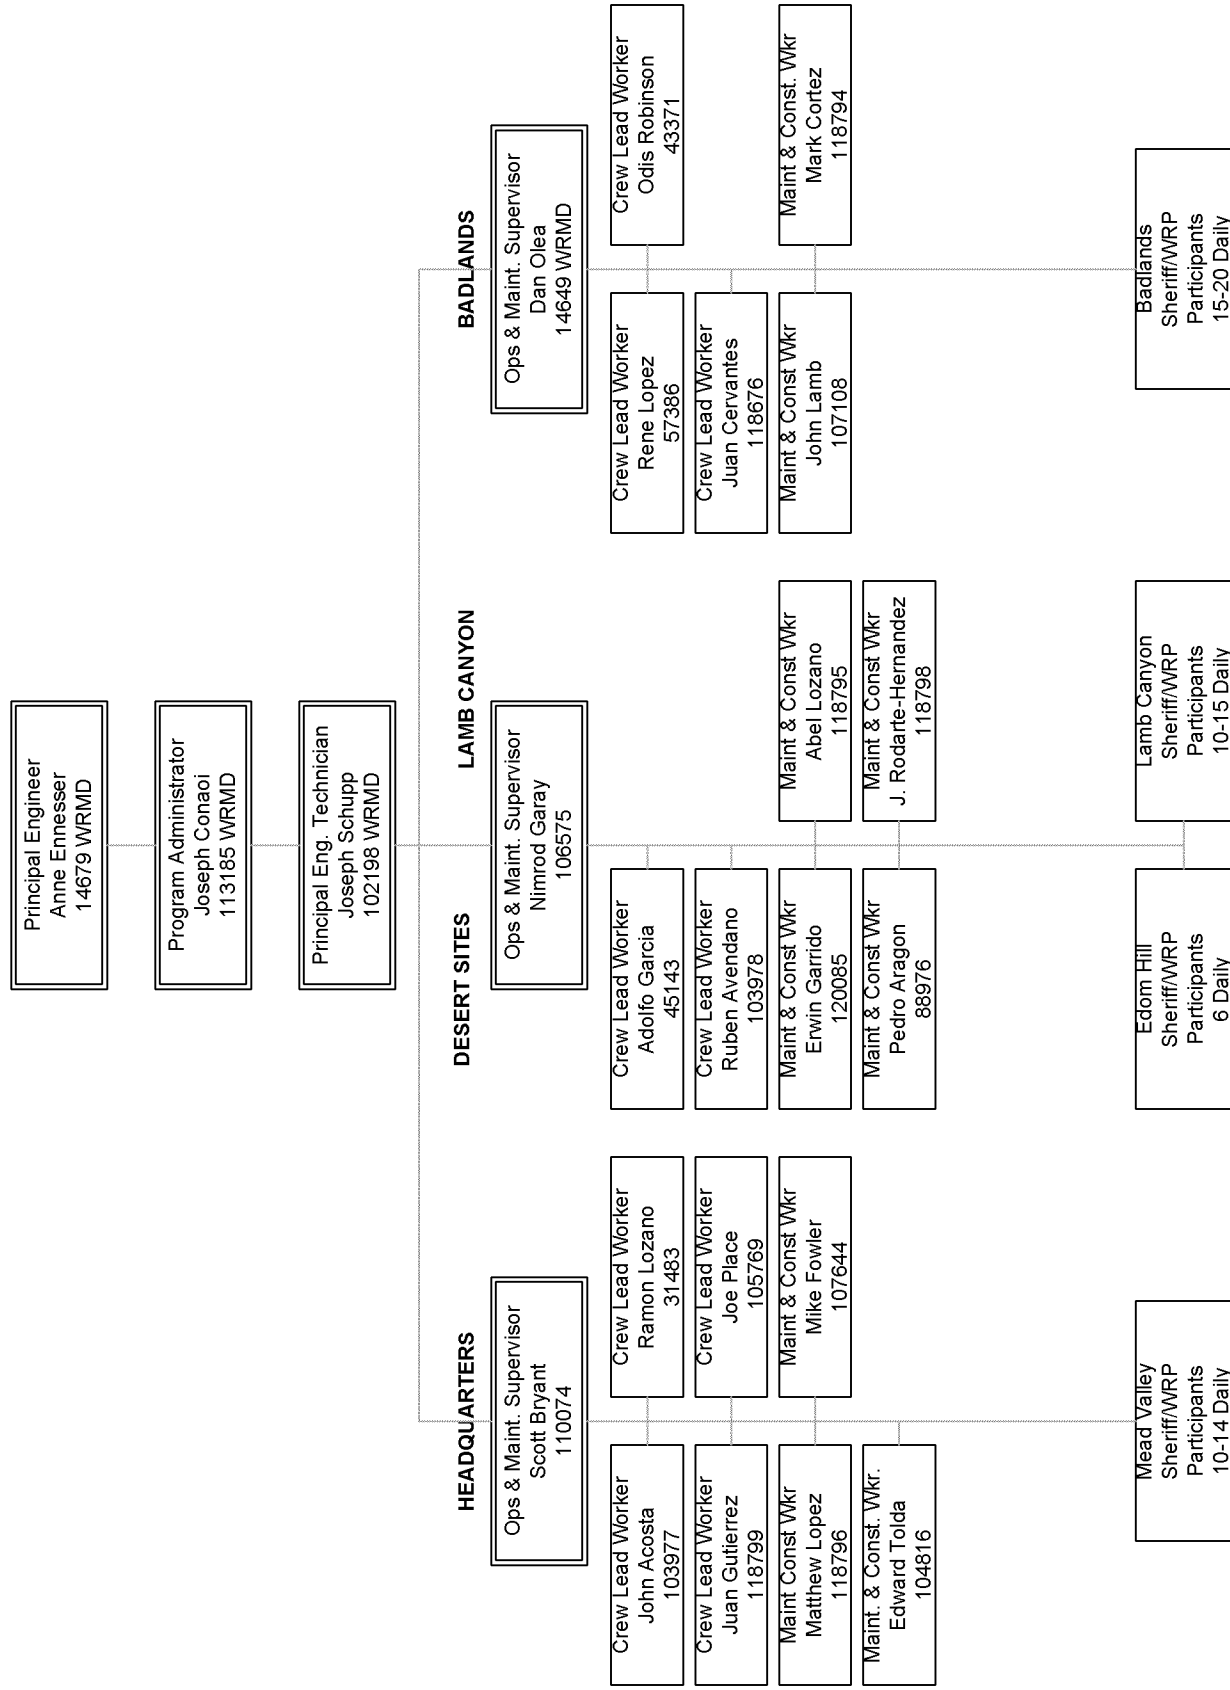 Principal Engineer
Anne Ennesser
14679 WRMD
Program Administrator
Joseph Conaoi
113185 WRMD
Principal Eng. Technician
Joseph Schupp
102198 WRMD
HEADQUARTERS
DESERT SITES
LAMB CANYON
BADLANDS
Ops & Maint. Supervisor
Scott Bryant
110074
Ops & Maint. Supervisor
Nimrod Garay
106575
Ops & Maint. Supervisor
Dan Olea
14649 WRMD
Crew Lead Worker
John Acosta
103977
Crew Lead Worker
Ramon Lozano
31483
Crew Lead Worker
Juan Gutierrez
118799
Crew Lead Worker
Joe Place
105769
Maint Const Wkr
Matthew Lopez
118796
Maint & Const Wkr
Mike Fowler
107644
Maint. & Const. Wkr.
Edward Tolda
104816
Crew Lead Worker
Adolfo Garcia
45143
Crew Lead Worker
Ruben Avendano
103978
Maint & Const Wkr
Erwin Garrido
120085
Maint & Const Wkr
Abel Lozano
118795
Maint & Const Wkr
Pedro Aragon
88976
Maint & Const Wkr
J. Rodarte-Hernandez
118798
Crew Lead Worker
Rene Lopez
57386
Crew Lead Worker
Odis Robinson
43371
Crew Lead Worker
Juan Cervantes
118676
Maint & Const Wkr
John Lamb
107108
Maint & Const. Wkr
Mark Cortez
118794
Mead Valley
Sheriff/WRP
Participants
10-14 Daily
Edom Hill
Sheriff/WRP
Participants
6 Daily
Lamb Canyon
Sheriff/WRP
Participants
10-15 Daily
Badlands
Sheriff/WRP
Participants
15-20 Daily